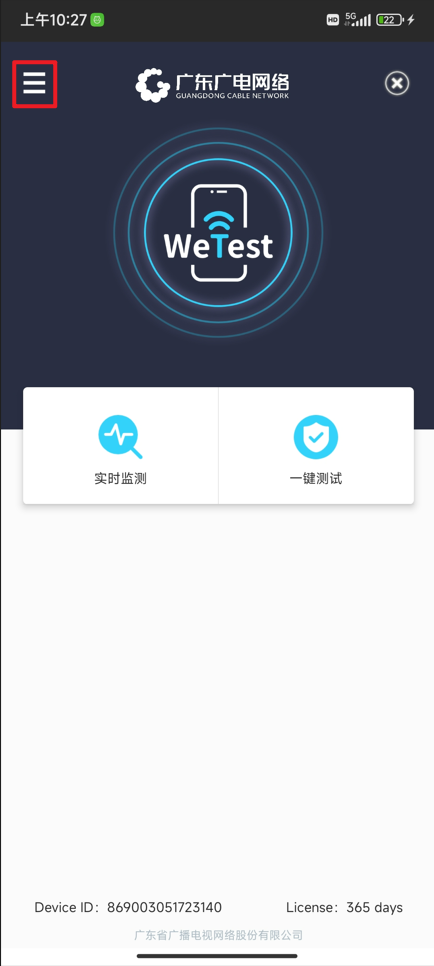 上午10:27 HD 5G 22
广东广电网络
GUANGDONG CABLE NETWORK
WeTest
实时监测 一键测试
Device ID: 869003051723140 License: 365 days
广东省广播电视网络股份有限公司